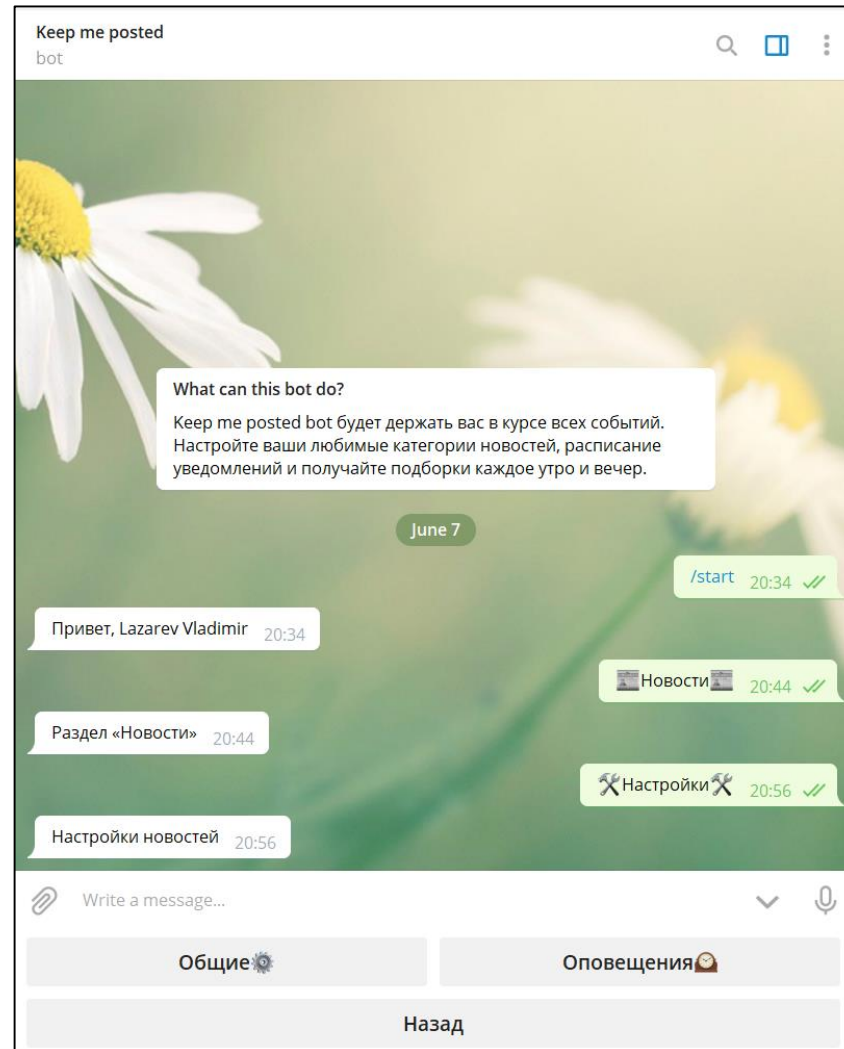 Keep me posted
bot
What can this bot do?
Keep me posted bot будет держать вас в курсе всех событий.
Настройте ваши любимые категории новостей, расписание
уведомлений и получайте подборки каждое утро и вечер.
June 7
/start 20:34
Привет, Lazarev Vladimir 20:34
📰Новости📰 20:44
Раздел «Новости» 20:44
🛠Настройки🛠 20:56
Настройки новостей 20:56
Write a message...
Общие⚙ Оповещения🕰
Назад